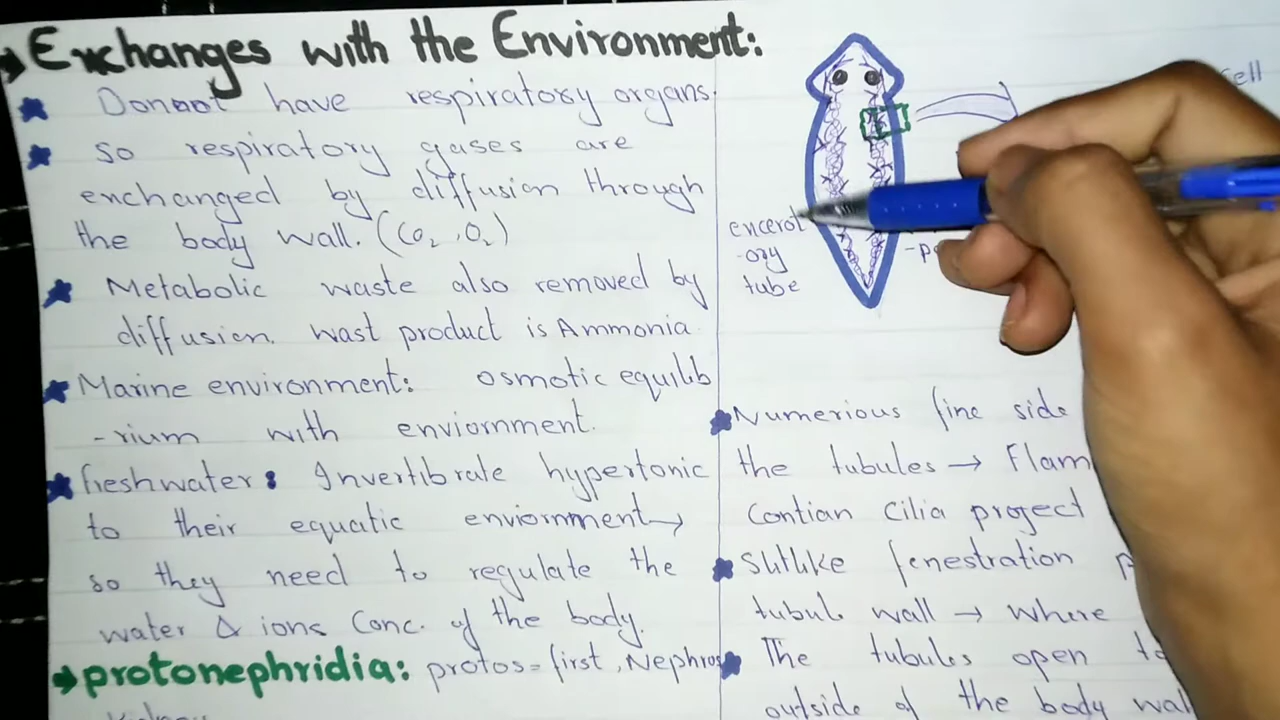 Exchanges with the Environment:
Donot have respiratory organs.
so respiratory gases are
exchanged by diffusion through
the body wall. (Co₂, O₂)
Metabolic waste also removed by
diffusion. wast product is Ammonia
Marine environment: osmotic equilib
-rium with enviornment.
freshwater: Invertibrate hypertonic
to their equatic enviornment→
so they need to regulate the
water & ions Conc. of the body.
→protonephridia: protos=first, Nephros
cell
encerot
-ory
tube
Numerious fine side
the tubules → Flam
Contian Cilia project
Slitlike fenestration p
tubul. wall → where
The tubules open to
outside of the body wal